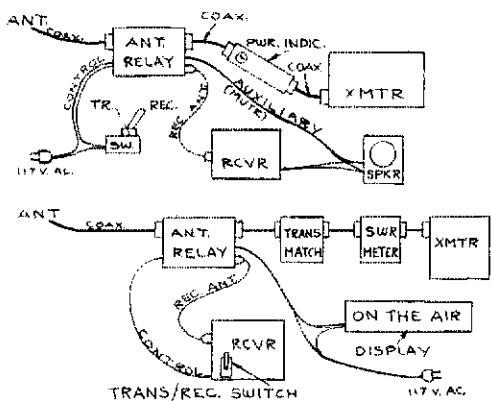 ANT.
COAX.
ANT.
RELAY
COAX
PWR. INDIC.
COAX
XMTR
CONTROL
TR.
REC.
SW.
117 V. AC.
REC. ANT.
AUXILIARY
(MUTE)
RCVR
SPKR
ANT
COAX.
ANT.
RELAY
TRANS
MATCH
SWR
METER
XMTR
REC. ANT.
CONTROL
RCVR
ON THE AIR
DISPLAY
117 V. AC.
TRANS/REC. SWITCH